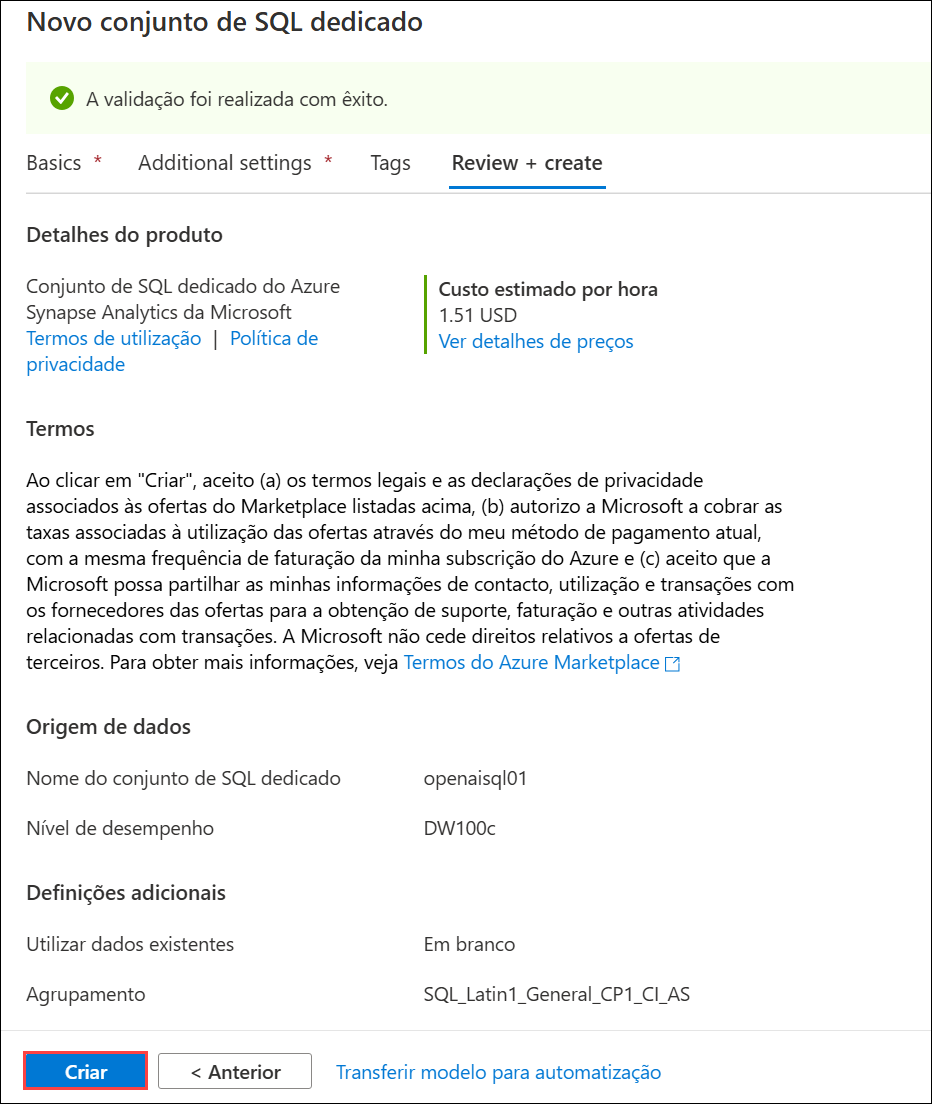 Novo conjunto de SQL dedicado
A validação foi realizada com êxito.
Basics * Additional settings * Tags Review + create
Detalhes do produto
Conjunto de SQL dedicado do Azure
Synapse Analytics da Microsoft
Termos de utilização | Política de
privacidade
Custo estimado por hora
1.51 USD
Ver detalhes de preços
Termos
Ao clicar em "Criar", aceito (a) os termos legais e as declarações de privacidade
associados às ofertas do Marketplace listadas acima, (b) autorizo a Microsoft a cobrar as
taxas associadas à utilização das ofertas através do meu método de pagamento atual,
com a mesma frequência de faturação da minha subscrição do Azure e (c) aceito que a
Microsoft possa partilhar as minhas informações de contacto, utilização e transações com
os fornecedores das ofertas para a obtenção de suporte, faturação e outras atividades
relacionadas com transações. A Microsoft não cede direitos relativos a ofertas de
terceiros. Para obter mais informações, veja Termos do Azure Marketplace
Origem de dados
Nome do conjunto de SQL dedicado openaisql01
Nível de desempenho DW100c
Definições adicionais
Utilizar dados existentes Em branco
Agrupamento SQL_Latin1_General_CP1_CI_AS
Criar < Anterior Transferir modelo para automatização